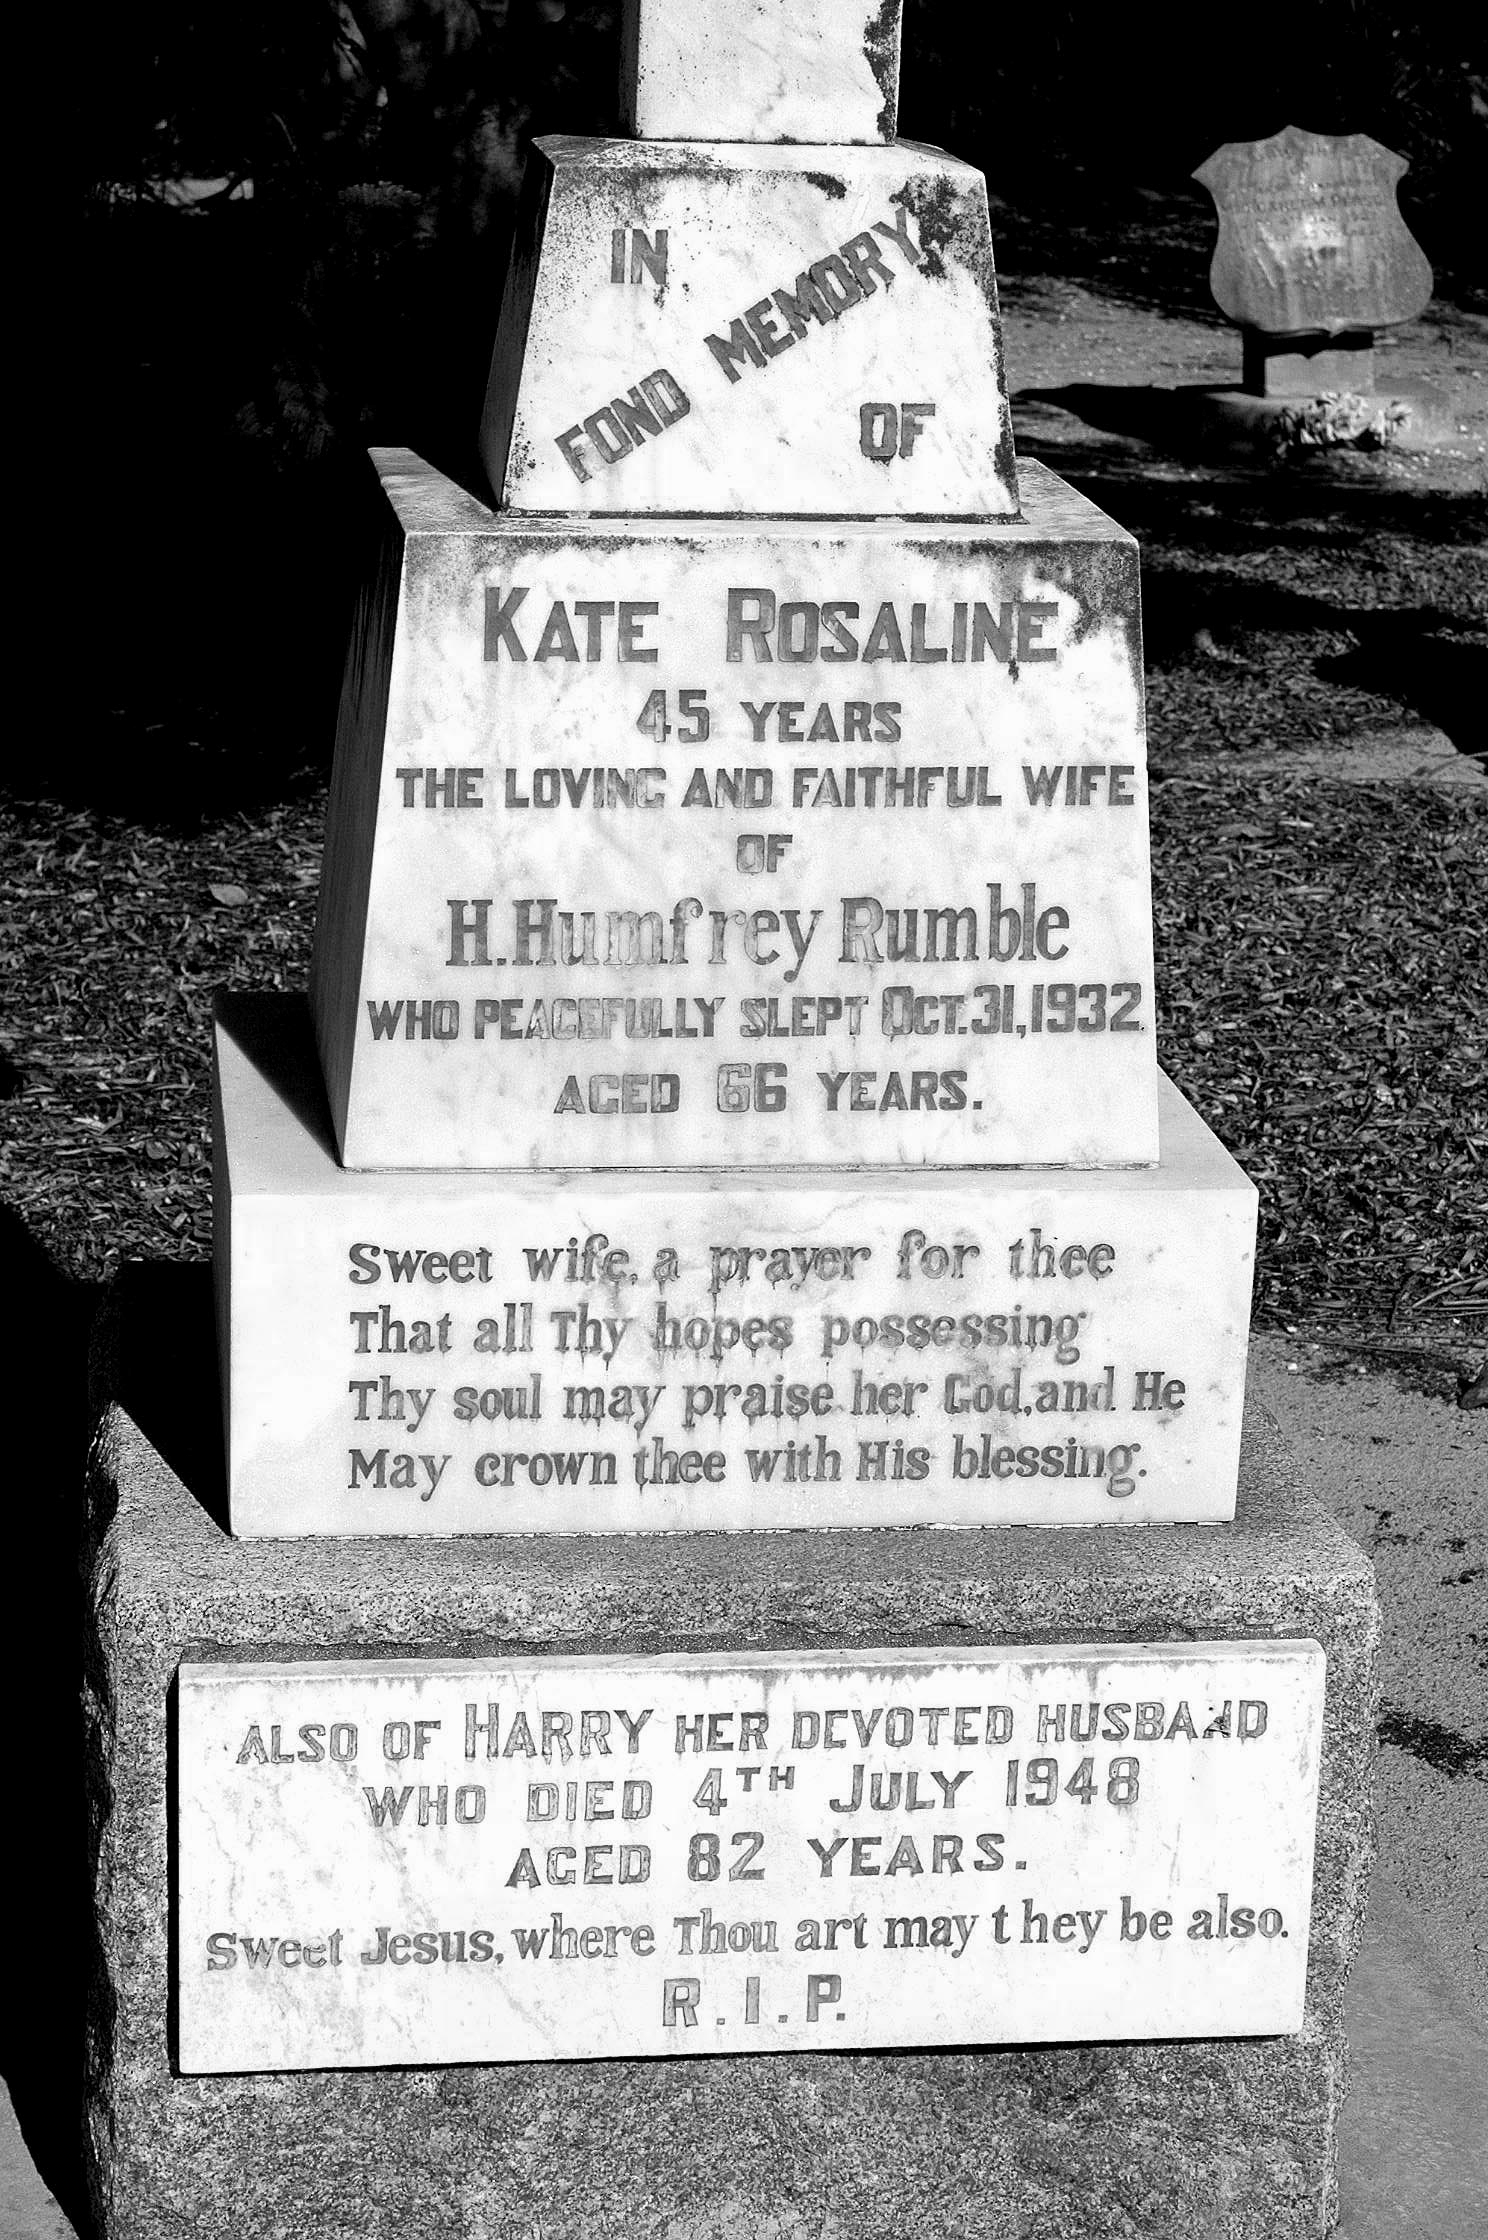 IN
FOND MEMORY
OF
KATE ROSALINE
45 YEARS
THE LOVING AND FAITHFUL WIFE
OF
H. Humfrey Rumble
WHO PEACEFULLY SLEPT OCT. 31, 1932
AGED 66 YEARS.
Sweet wife, a prayer for thee
That all Thy hopes possessing
Thy soul may praise her God, and He
May crown thee with His blessing.
ALSO OF HARRY HER DEVOTED HUSBAND
WHO DIED 4TH JULY 1948
AGED 82 YEARS.
Sweet Jesus, where Thou art may they be also.
R.I.P.